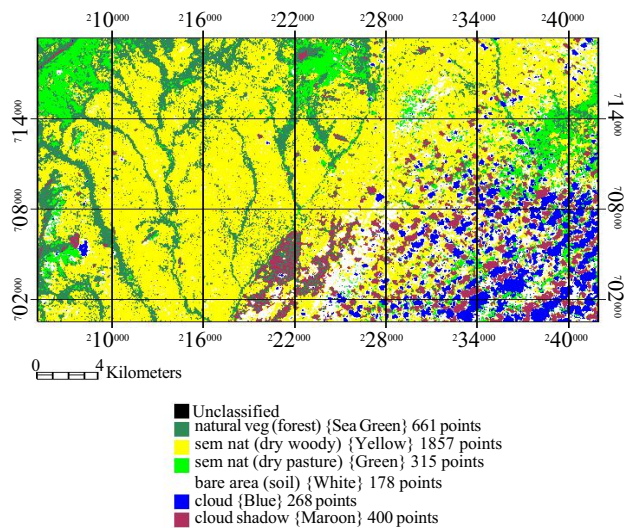 210000 216000 222000 228000 234000 240000
714000 714000
708000 708000
702000 702000
210000 216000 222000 228000 234000 240000
0 4
Kilometers
Unclassified
natural veg (forest) {Sea Green} 661 points
sem nat (dry woody) {Yellow} 1857 points
sem nat (dry pasture) {Green} 315 points
bare area (soil) {White} 178 points
cloud {Blue} 268 points
cloud shadow {Maroon} 400 points